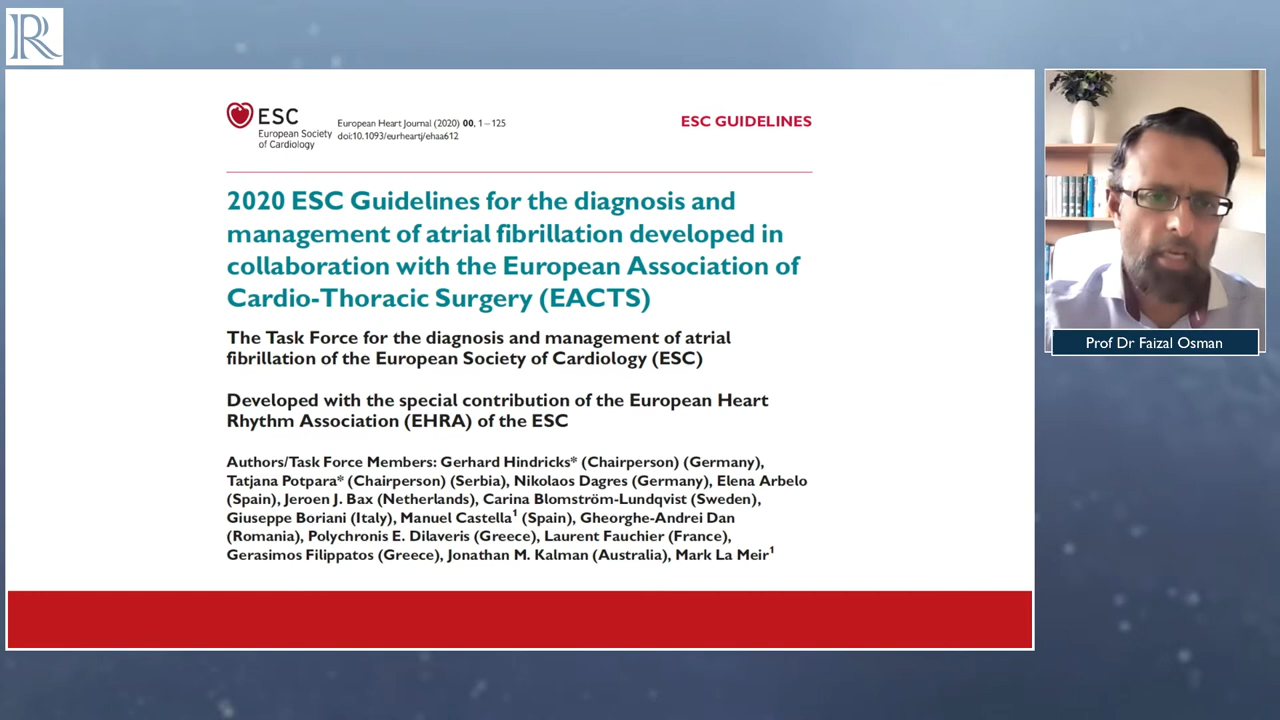 R
ESC
European Society
of Cardiology
European Heart Journal (2020) 00, 1–125
doi:10.1093/eurheartj/ehaa612
ESC GUIDELINES
2020 ESC Guidelines for the diagnosis and
management of atrial fibrillation developed in
collaboration with the European Association of
Cardio-Thoracic Surgery (EACTS)
The Task Force for the diagnosis and management of atrial
fibrillation of the European Society of Cardiology (ESC)
Developed with the special contribution of the European Heart
Rhythm Association (EHRA) of the ESC
Authors/Task Force Members: Gerhard Hindricks* (Chairperson) (Germany),
Tatjana Potpara* (Chairperson) (Serbia), Nikolaos Dagres (Germany), Elena Arbelo
(Spain), Jeroen J. Bax (Netherlands), Carina Blomström-Lundqvist (Sweden),
Giuseppe Boriani (Italy), Manuel Castella¹ (Spain), Gheorghe-Andrei Dan
(Romania), Polychronis E. Dilaveris (Greece), Laurent Fauchier (France),
Gerasimos Filippatos (Greece), Jonathan M. Kalman (Australia), Mark La Meir¹
Prof Dr Faizal Osman